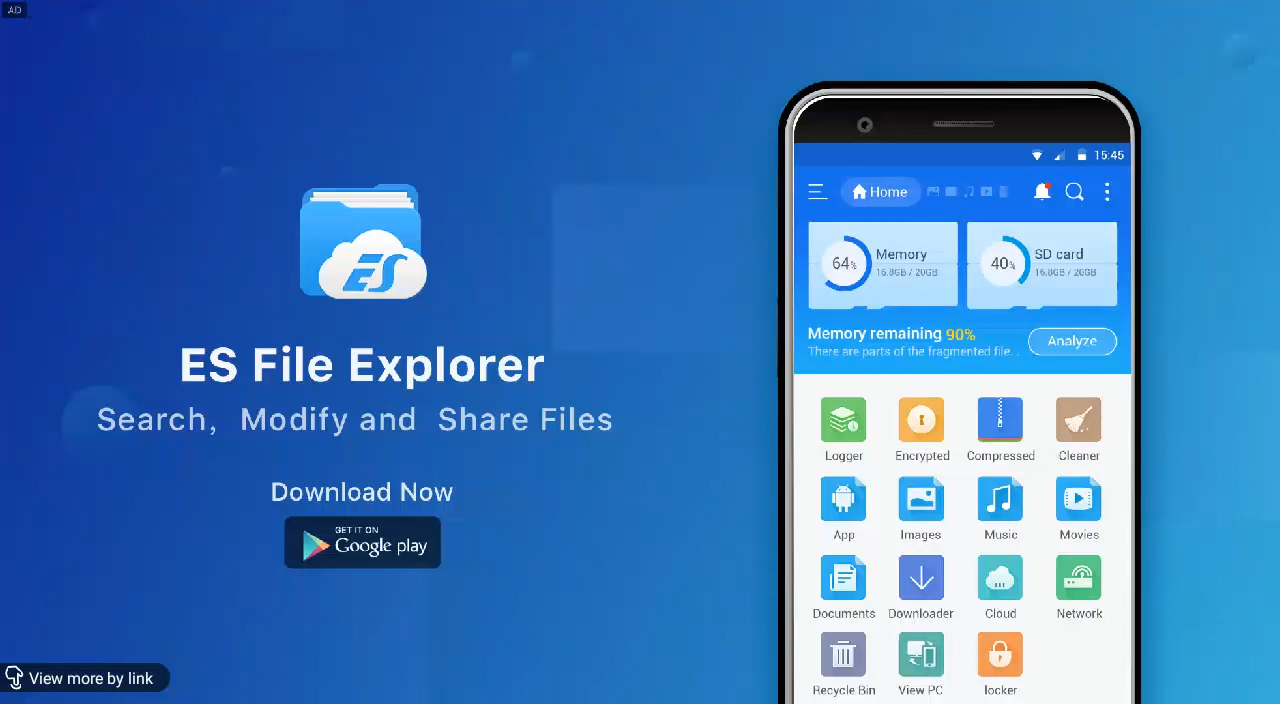 AD
ES
ES File Explorer
Search, Modify and Share Files
Download Now
GET IT ON
Google play
View more by link
15:45
Home
64% Memory
16.8GB / 20GB
40% SD card
16.8GB / 20GB
Memory remaining 90%
There are parts of the fragmented file. .
Analyze
Logger Encrypted Compressed Cleaner
App Images Music Movies
Documents Downloader Cloud Network
Recycle Bin View PC locker